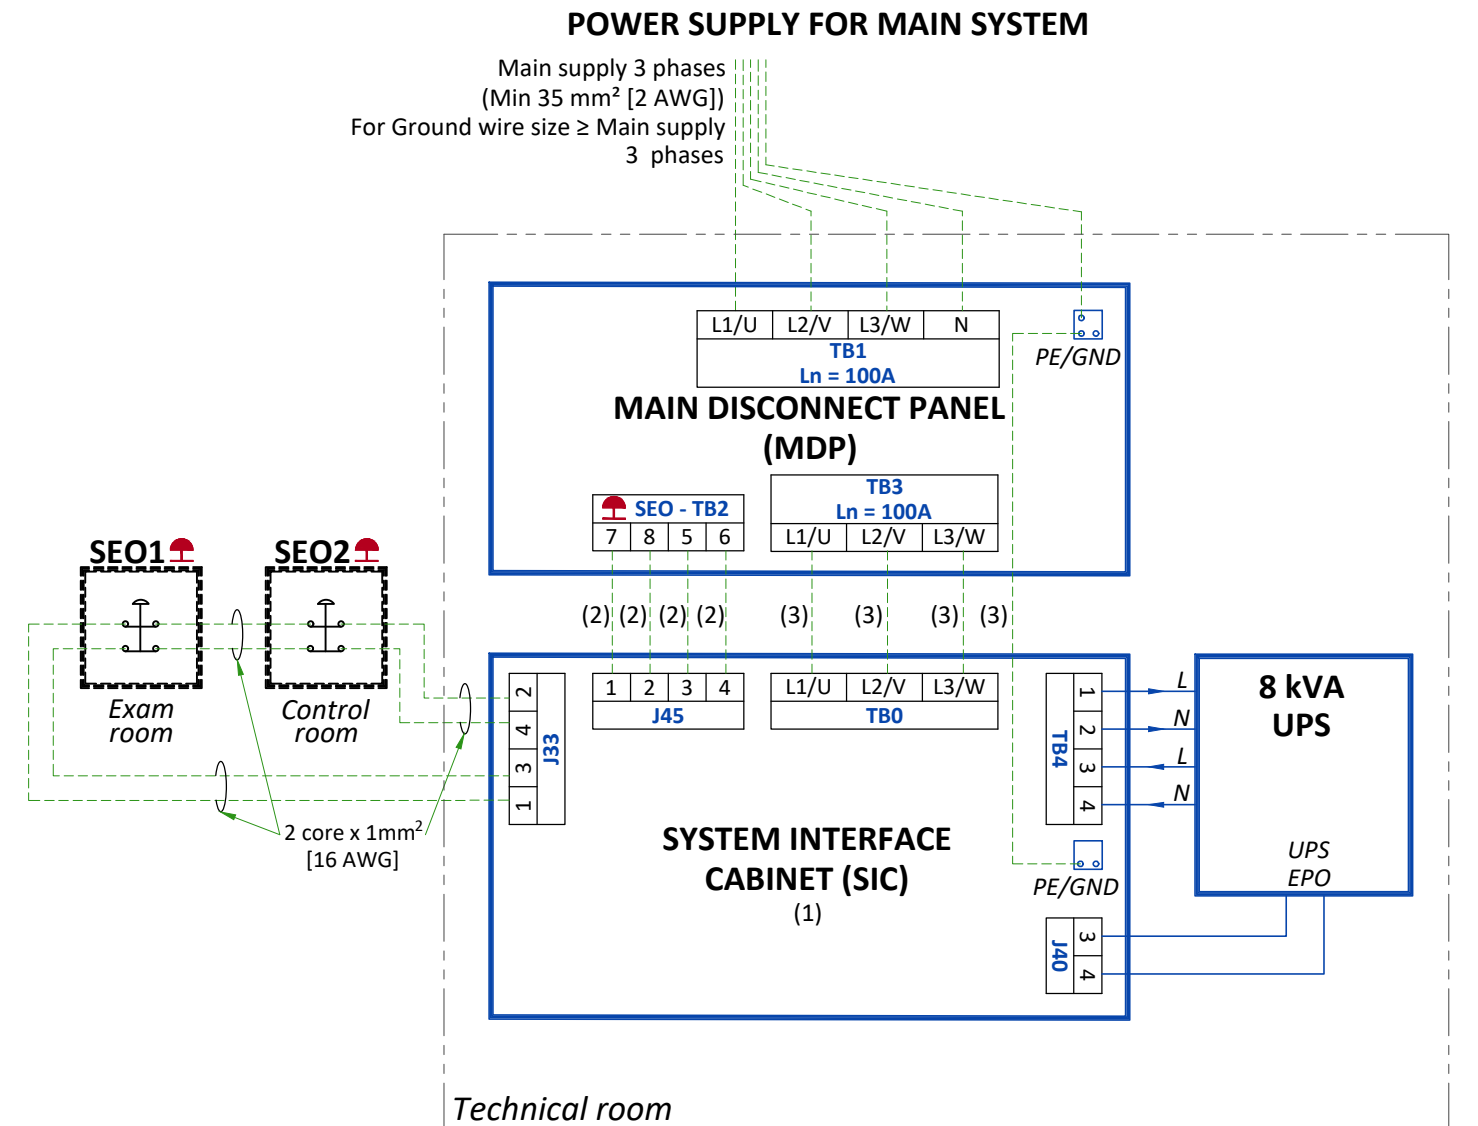 POWER SUPPLY FOR MAIN SYSTEM
Main supply 3 phases
(Min 35 mm² [2 AWG])
For Ground wire size ≥ Main supply
3 phases
L1/U L2/V L3/W N
TB1
Ln = 100A
PE/GND
MAIN DISCONNECT PANEL
(MDP)
TB3
Ln = 100A
SEO - TB2
7 8 5 6
L1/U L2/V L3/W
SEO1
SEO2
(2) (2) (2) (2) (3) (3) (3) (3)
Exam
room
Control
room
2 4 3 1
J33
1 2 3 4
J45
L1/U L2/V L3/W
TB0
1 2 3 4
TB4
L
N
L
N
8 kVA
UPS
2 core x 1mm²
[16 AWG]
SYSTEM INTERFACE
CABINET (SIC)
(1)
PE/GND
UPS
EPO
3 4
J40
Technical room